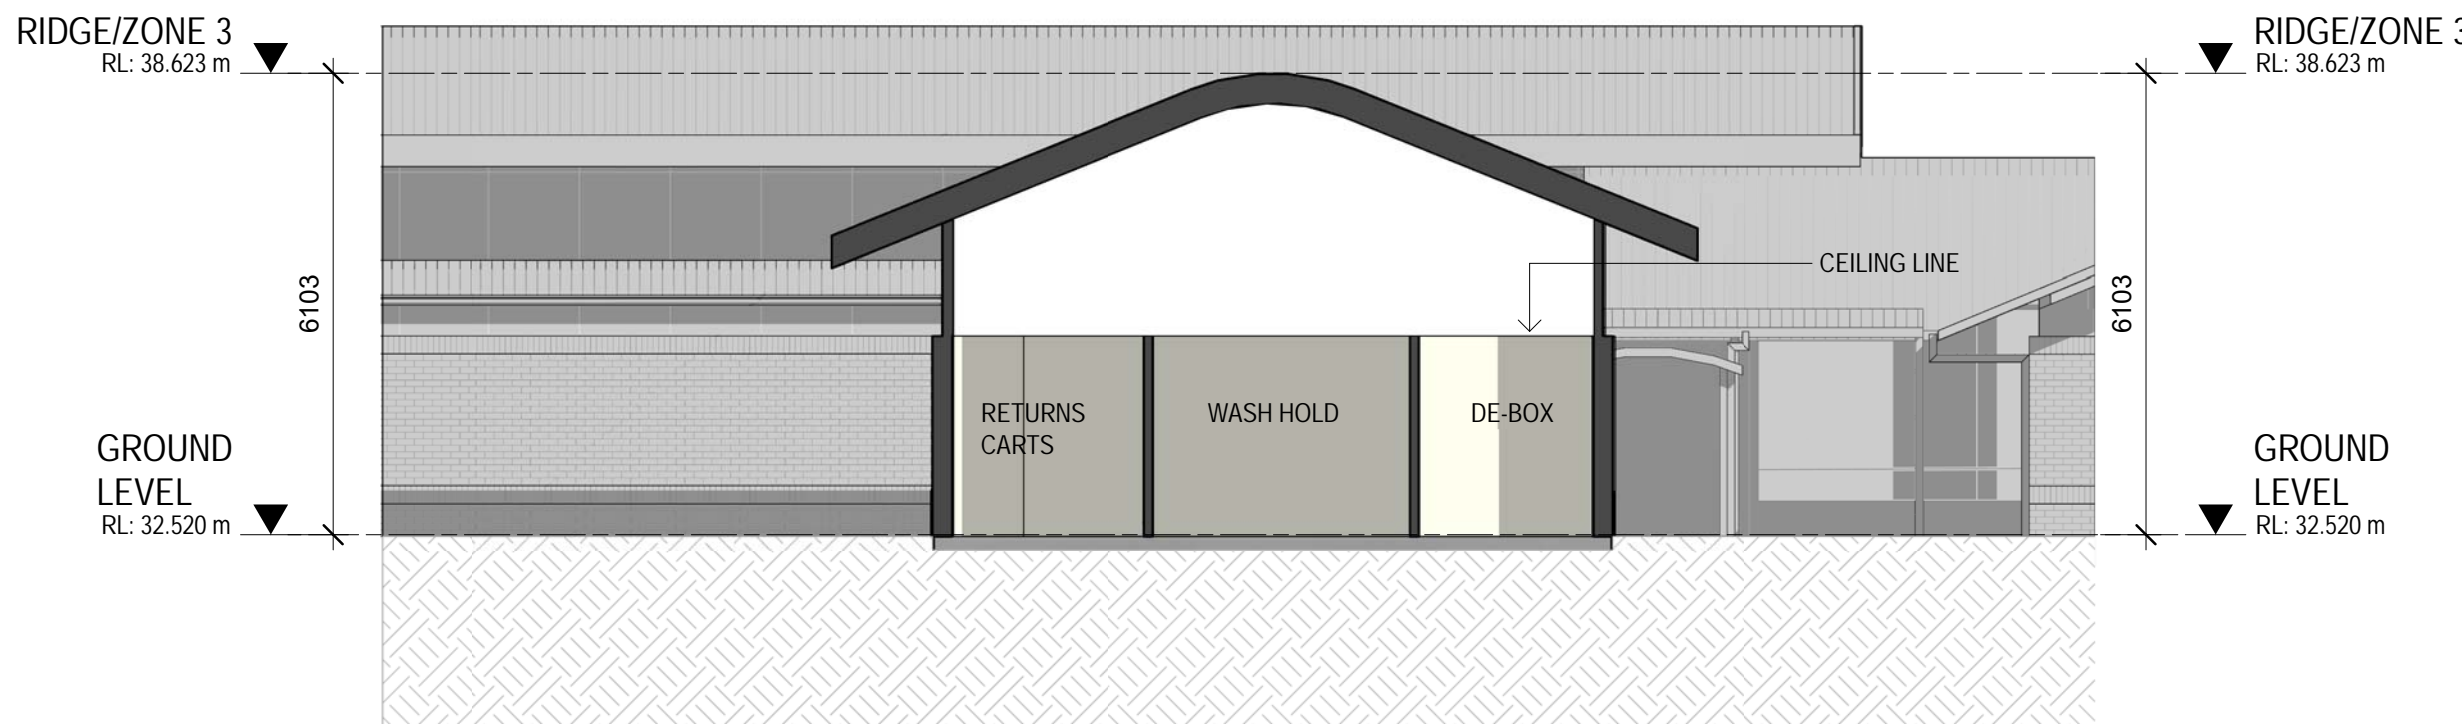 RIDGE/ZONE 3
RL: 38.623 m
RIDGE/ZONE 3
RL: 38.623 m
CEILING LINE
6103
6103
RETURNS
CARTS
WASH HOLD
DE-BOX
GROUND
LEVEL
RL: 32.520 m
GROUND
LEVEL
RL: 32.520 m